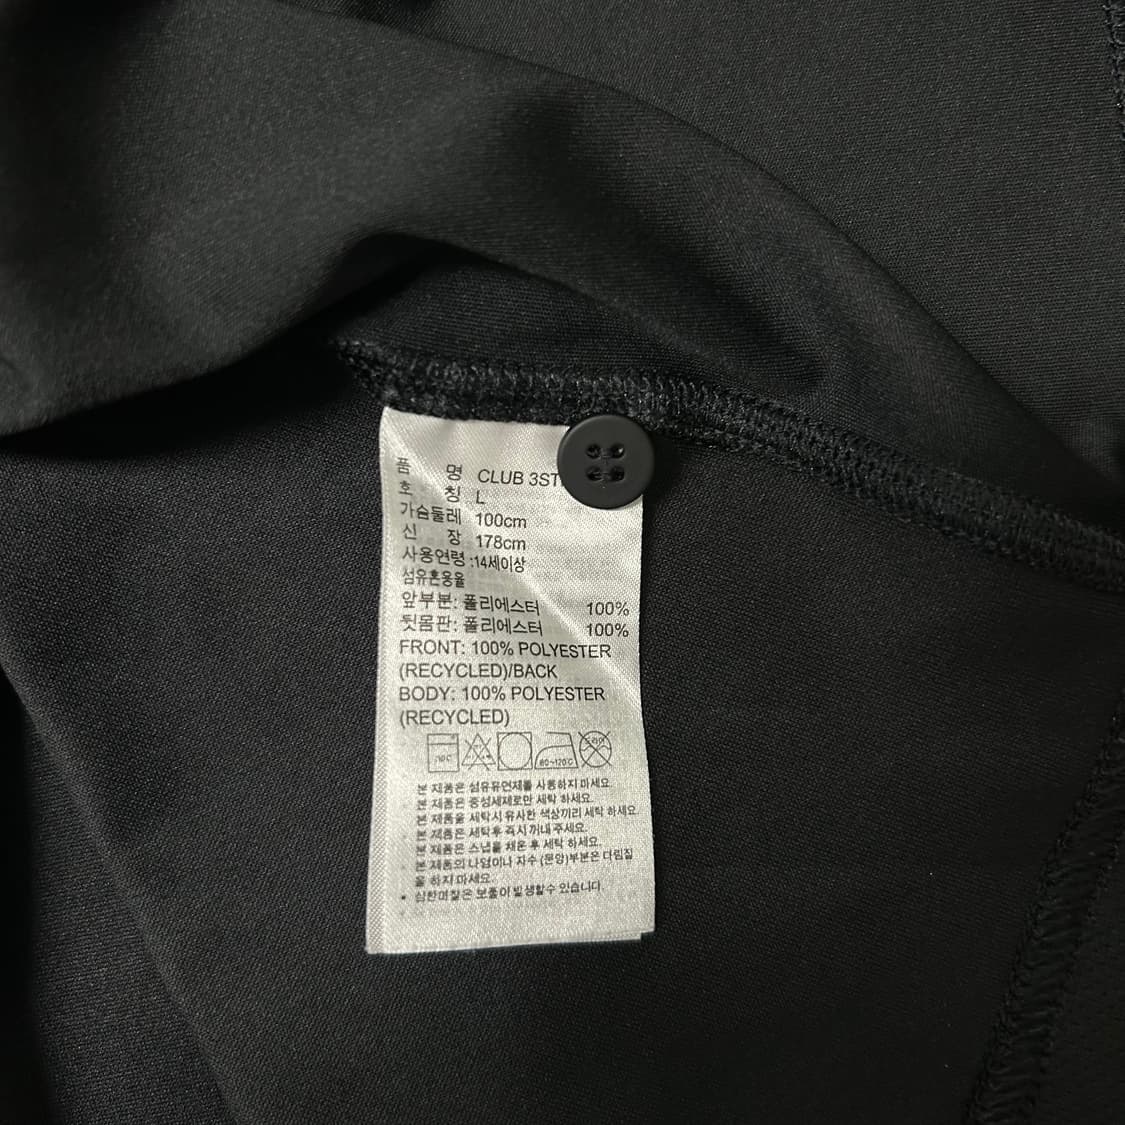 품 명 CLUB 3ST
호 칭 L
가슴둘레 100cm
신 장 178cm
사용연령 :14세이상
섬유혼용율
앞부분: 폴리에스터 100%
뒷몸판: 폴리에스터 100%
FRONT: 100% POLYESTER
(RECYCLED)/BACK
BODY: 100% POLYESTER
(RECYCLED)
80~120°C
본 제품은 섬유유연제를 사용하지 마세요.
본 제품은 중성세제로만 세탁 하세요.
본 제품을 세탁시 유사한 색상끼리 세탁 하세요.
본 제품은 세탁후 즉시 꺼내 주세요.
본 제품은 스냅을 채운 후 세탁 하세요.
본 제품의 나염이나 자수 (문양)부분은 다림질
을 하지 마세요.
• 심한마찰은 보풀이 발생할수 있습니다.